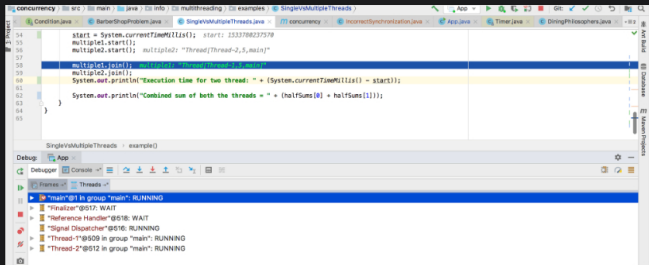 concurrency src main java info multithreading examples SingleVsMultipleThreads App Git:
Condition.java BarberShopProblem.java SingleVsMultipleThreads.java concurrency IncorrectSynchronization.java App.java Timer.java DiningPhilosophers.java
54 start = System.currentTimeMillis(); start: 1533780237570
55 multiple1.start();
56 multiple2.start(); multiple2: "Thread[Thread-2,5,main]"
57
58 multiple1.join(); multiple1: "Thread[Thread-1,5,main]"
59 multiple2.join();
60 System.out.println("Execution time for two thread: " + (System.currentTimeMillis() - start));
61
62 System.out.println("Combined sum of both the threads = " + (halfSums[0] + halfSums[1]));
63 }
64 }
65
SingleVsMultipleThreads example()
Debug: App
Debugger Console
Frames Threads
"main"@1 in group "main": RUNNING
"Finalizer"@517: WAIT
"Reference Handler"@518: WAIT
"Signal Dispatcher"@516: RUNNING
"Thread-1"@509 in group "main": RUNNING
"Thread-2"@512 in group "main": RUNNING
Project
Ant Build
Database
Maven Projects